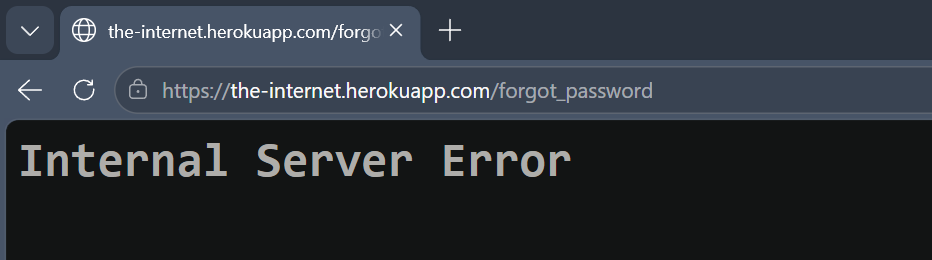 the-internet.herokuapp.com/forgo
https://the-internet.herokuapp.com/forgot_password
Internal Server Error